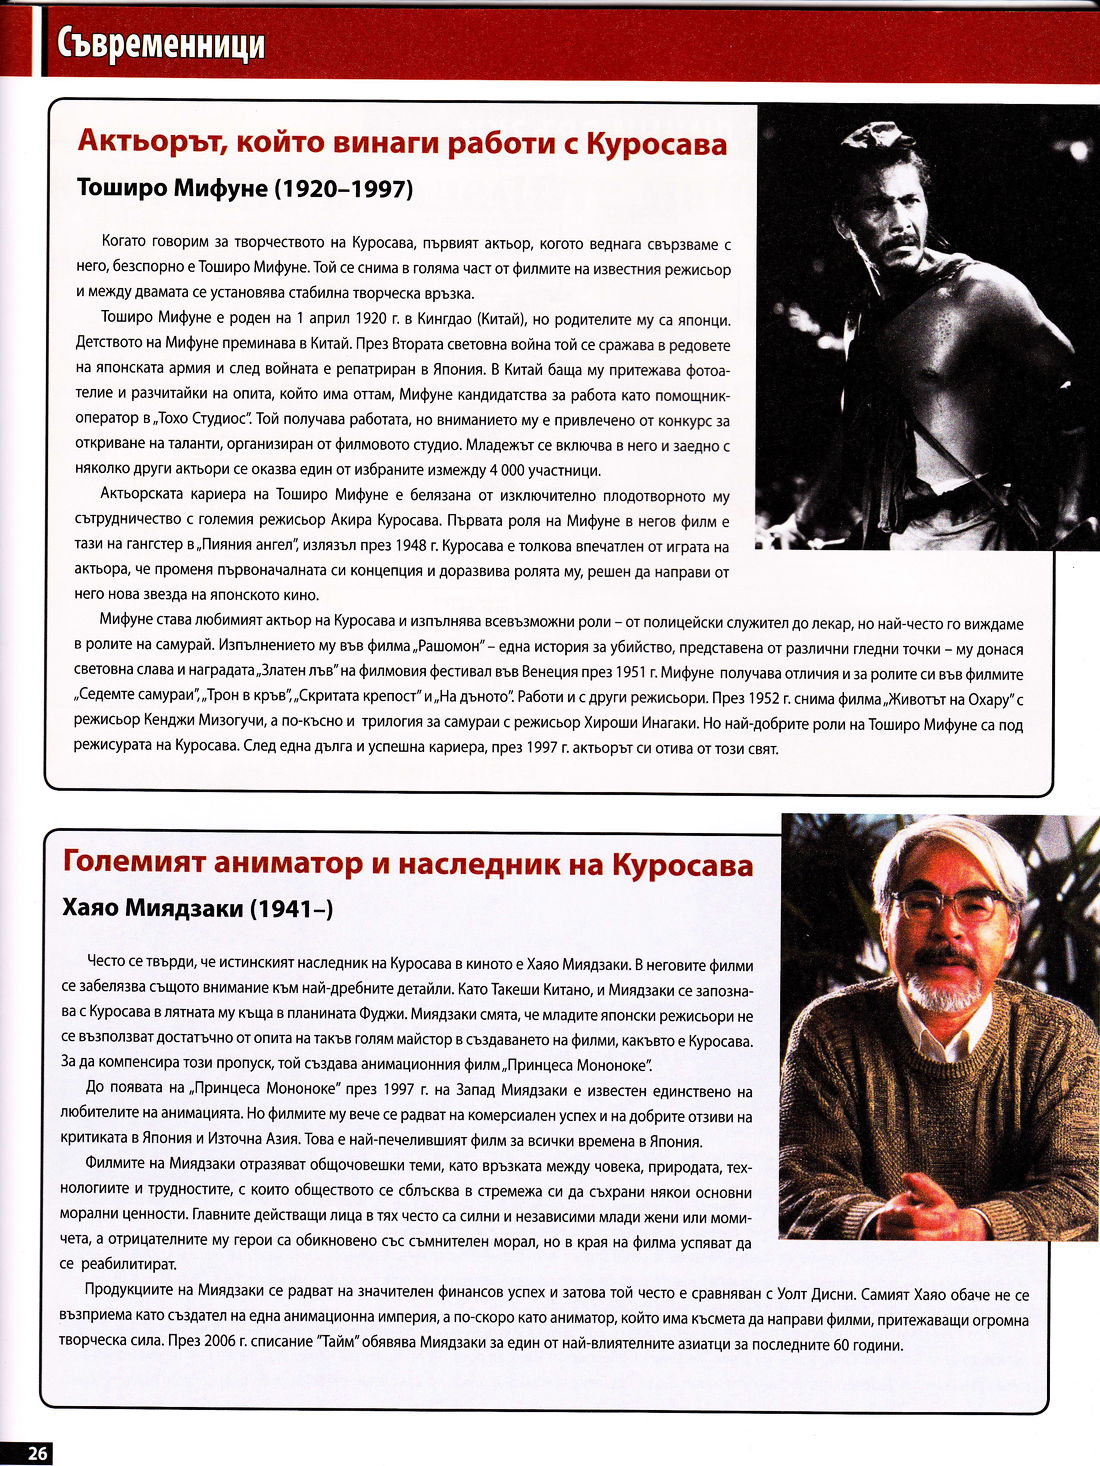 Съвременници
Актьорът, който винаги работи с Куросава
Тоширо Мифуне (1920–1997)
Когато говорим за творчеството на Куросава, първият актьор, когото веднага свързваме с
него, безспорно е Тоширо Мифуне. Той се снима в голяма част от филмите на известния режисьор
и между двамата се установява стабилна творческа връзка.
Тоширо Мифуне е роден на 1 април 1920 г. в Кингдао (Китай), но родителите му са японци.
Детството на Мифуне преминава в Китай. През Втората световна война той се сражава в редовете
на японската армия и след войната е репатриран в Япония. В Китай баща му притежава фотоа-
телие и разчитайки на опита, който има оттам, Мифуне кандидатства за работа като помощник-
оператор в „Тохо Студиос”. Той получава работата, но вниманието му е привлечено от конкурс за
откриване на таланти, организиран от филмовото студио. Младежът се включва в него и заедно с
няколко други актьори се оказва един от избраните измежду 4 000 участници.
Актьорската кариера на Тоширо Мифуне е белязана от изключително плодотворното му
сътрудничество с големия режисьор Акира Куросава. Първата роля на Мифуне в негов филм е
тази на гангстер в „Пияния ангел”, излязъл през 1948 г. Куросава е толкова впечатлен от играта на
актьора, че променя първоначалната си концепция и доразвива ролята му, решен да направи от
него нова звезда на японското кино.
Мифуне става любимият актьор на Куросава и изпълнява всевъзможни роли – от полицейски служител до лекар, но най-често го виждаме
в ролите на самурай. Изпълнението му във филма „Рашомон” – една история за убийство, представена от различни гледни точки – му донася
световна слава и наградата „Златен лъв” на филмовия фестивал във Венеция през 1951 г. Мифуне получава отличия и за ролите си във филмите
„Седемте самураи”, „Трон в кръв”, „Скритата крепост” и „На дъното”. Работи и с други режисьори. През 1952 г. снима филма „Животът на Охару” с
режисьор Кенджи Мизогучи, а по-късно и трилогия за самураи с режисьор Хироши Инагаки. Но най-добрите роли на Тоширо Мифуне са под
режисурата на Куросава. След една дълга и успешна кариера, през 1997 г. актьорът си отива от този свят.
Големият аниматор и наследник на Куросава
Хаяо Миядзаки (1941–)
Често се твърди, че истинският наследник на Куросава в киното е Хаяо Миядзаки. В неговите филми
се забелязва същото внимание към най-дребните детайли. Като Такеши Китано, и Миядзаки се запозна-
ва с Куросава в лятната му къща в планината Фуджи. Миядзаки смята, че младите японски режисьори не
се възползват достатъчно от опита на такъв голям майстор в създаването на филми, какъвто е Куросава.
За да компенсира този пропуск, той създава анимационния филм „Принцеса Мононоке”.
До появата на „Принцеса Мононоке” през 1997 г. на Запад Миядзаки е известен единствено на
любителите на анимацията. Но филмите му вече се радват на комерсиален успех и на добрите отзиви на
критиката в Япония и Източна Азия. Това е най-печелившият филм за всички времена в Япония.
Филмите на Миядзаки отразяват общочовешки теми, като връзката между човека, природата, тех-
нологиите и трудностите, с които обществото се сблъсква в стремежа си да съхрани някои основни
морални ценности. Главните действащи лица в тях често са силни и независими млади жени или моми-
чета, а отрицателните му герои са обикновено със съмнителен морал, но в края на филма успяват да
се реабилитират.
Продукциите на Миядзаки се радват на значителен финансов успех и затова той често е сравняван с Уолт Дисни. Самият Хаяо обаче не се
възприема като създател на една анимационна империя, а по-скоро като аниматор, който има късмета да направи филми, притежаващи огромна
творческа сила. През 2006 г. списание ”Тайм” обявява Миядзаки за един от най-влиятелните азиатци за последните 60 години.
26